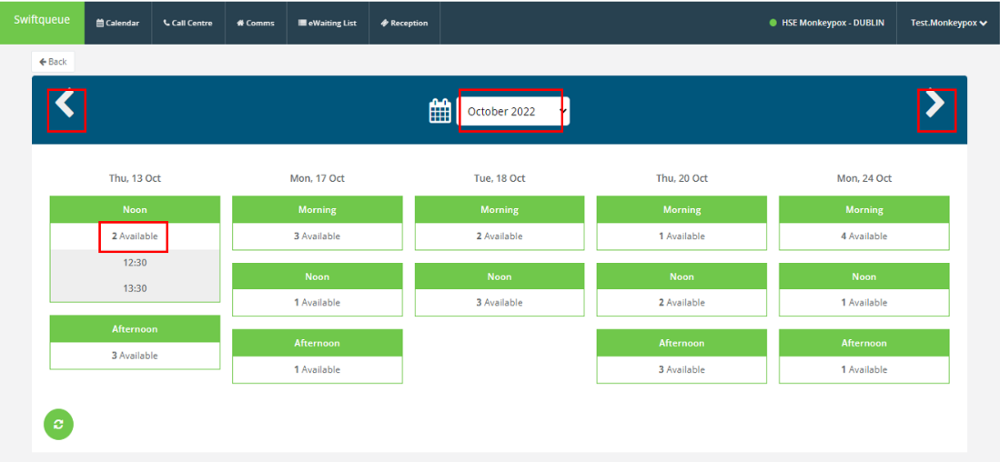 Swiftqueue Calendar Call Centre Comms eWaiting List Reception HSE Monkeypox - DUBLIN Test.Monkeypox
Back
October 2022
Thu, 13 Oct Mon, 17 Oct Tue, 18 Oct Thu, 20 Oct Mon, 24 Oct
Noon Morning Morning Morning Morning
2 Available 3 Available 2 Available 1 Available 4 Available
12:30
Noon Noon Noon Noon
13:30
1 Available 3 Available 2 Available 1 Available
Afternoon
Afternoon Afternoon Afternoon
3 Available
1 Available 3 Available 1 Available